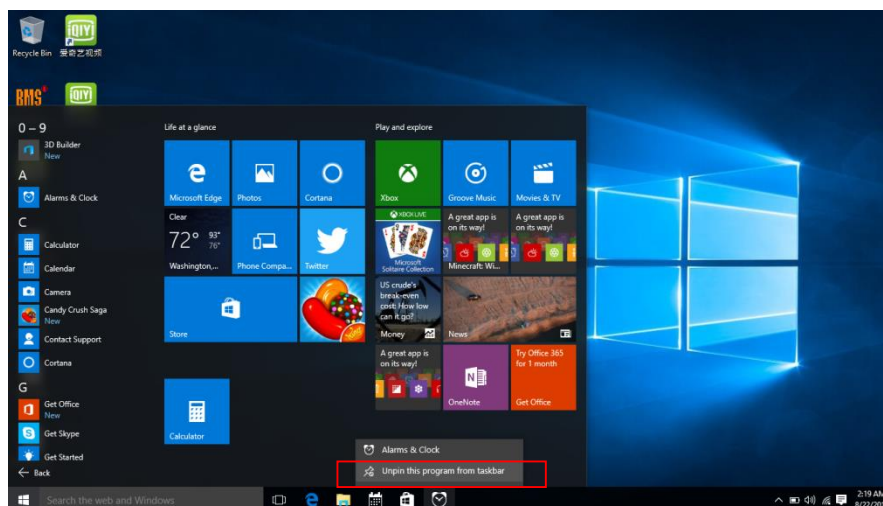 Recycle Bin
爱奇艺视频
iQIYI
RMS
iQIYI
0 – 9
3D Builder
New
A
Alarms & Clock
C
Calculator
Calendar
Camera
Candy Crush Saga
New
Contact Support
Cortana
G
Get Office
New
Get Skype
Get Started
Back
Life at a glance
Microsoft Edge
Photos
Cortana
Clear
72° 93°
76°
Washington,...
Phone Compa...
Twitter
Store
Calculator
Play and explore
Xbox
Groove Music
Movies & TV
XBOX LIVE
Microsoft
Solitaire Collection
A great app is
on its way!
Minecraft: Wi...
A great app is
on its way!
US crude's
break-even
cost: How low
can it go?
Money
News
A great app is
on its way!
OneNote
Try Office 365
for 1 month
Get Office
Alarms & Clock
Unpin this program from taskbar
Search the web and Windows
2:19 AM